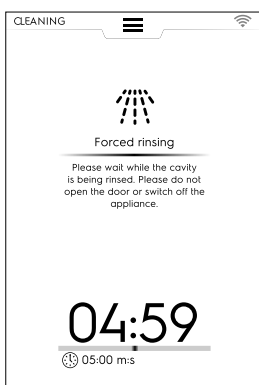 CLEANING
Forced rinsing
Please wait while the cavity
is being rinsed. Please do not
open the door or switch off the
appliance.
04:59
05:00 m:s